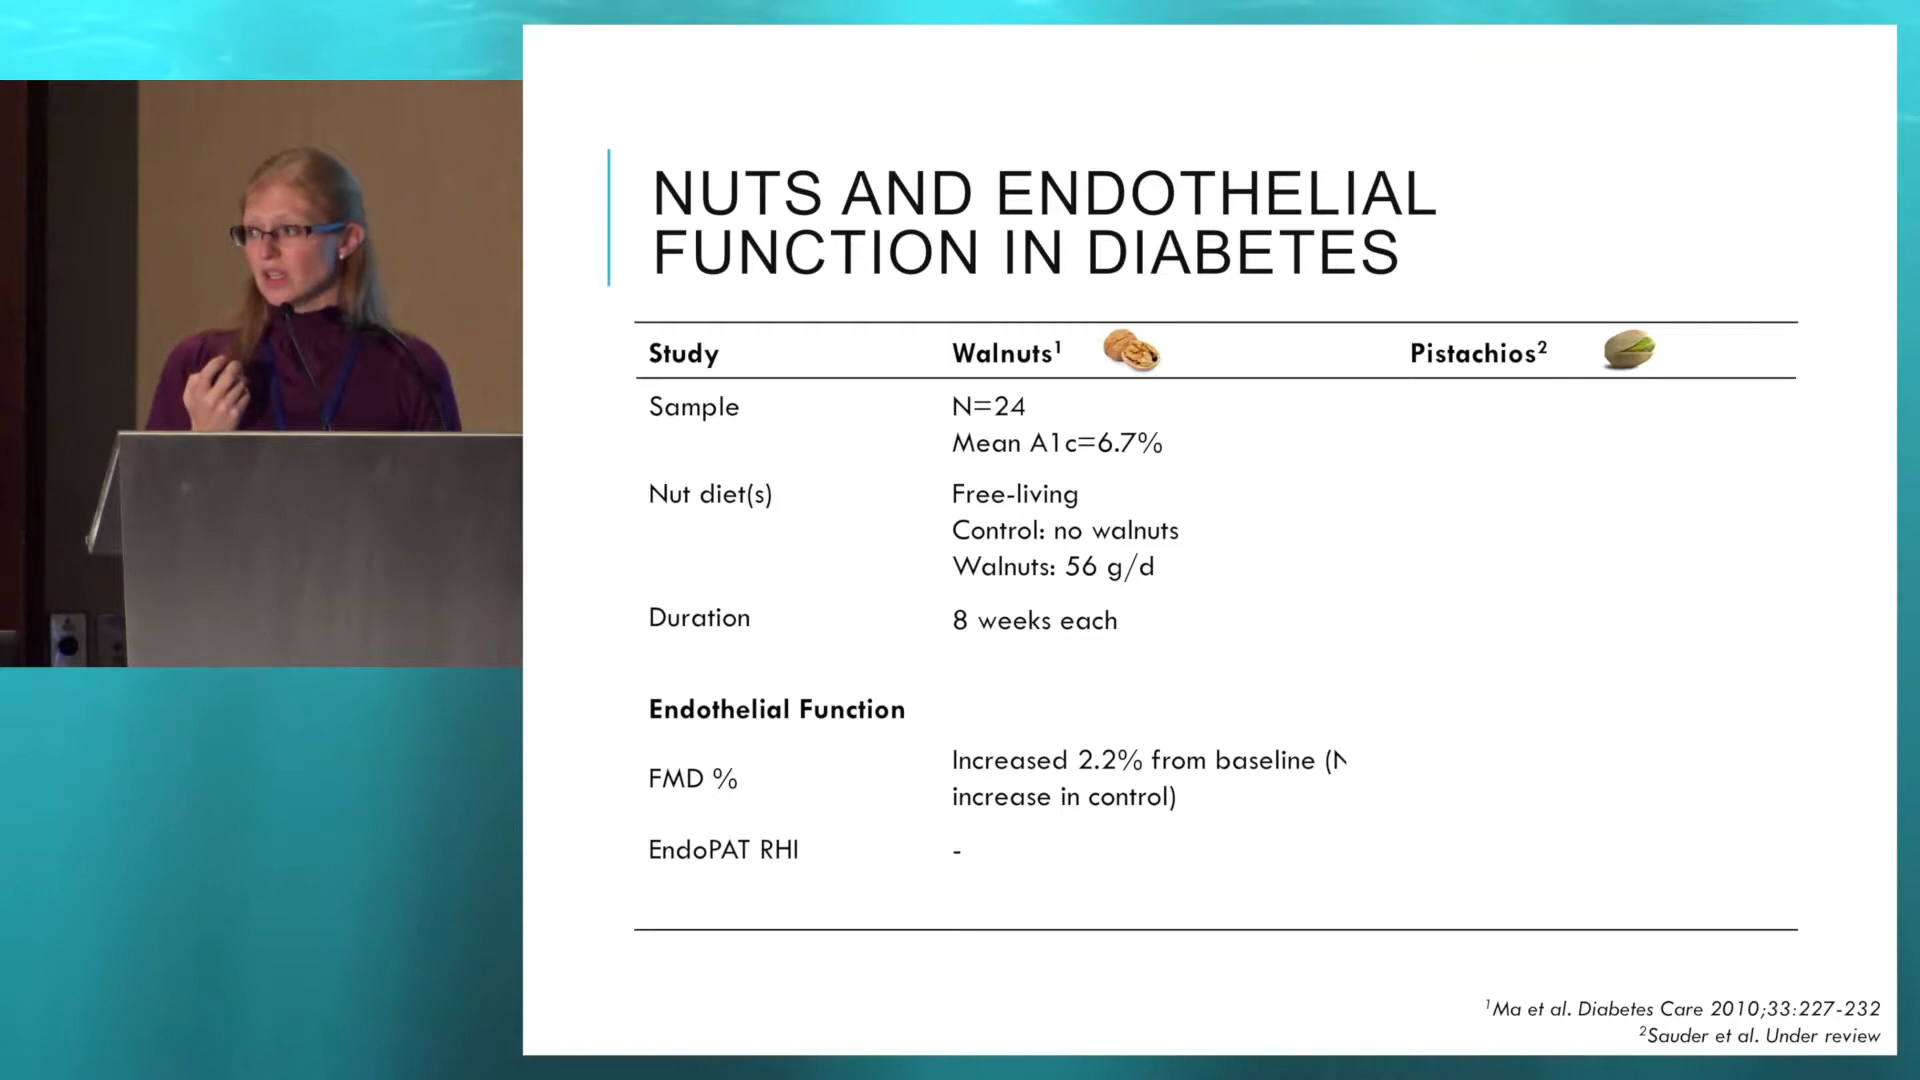 NUTS AND ENDOTHELIAL
FUNCTION IN DIABETES
Study Walnuts¹ Pistachios²
Sample N=24
Mean A1c=6.7%
Nut diet(s) Free-living
Control: no walnuts
Walnuts: 56 g/d
Duration 8 weeks each
Endothelial Function
FMD % Increased 2.2% from baseline (N
increase in control)
EndoPAT RHI -
¹Ma et al. Diabetes Care 2010;33:227-232
²Sauder et al. Under review